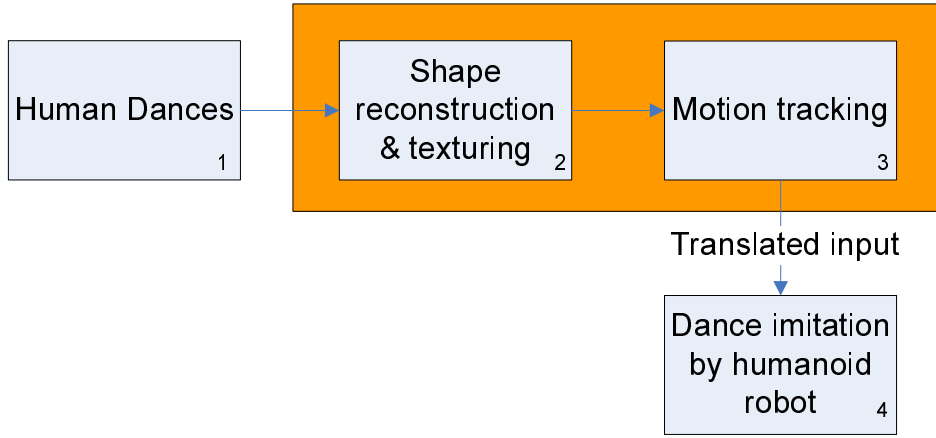 Human Dances
1
Shape
reconstruction
& texturing
2
Motion tracking
3
Translated input
Dance imitation
by humanoid
robot
4